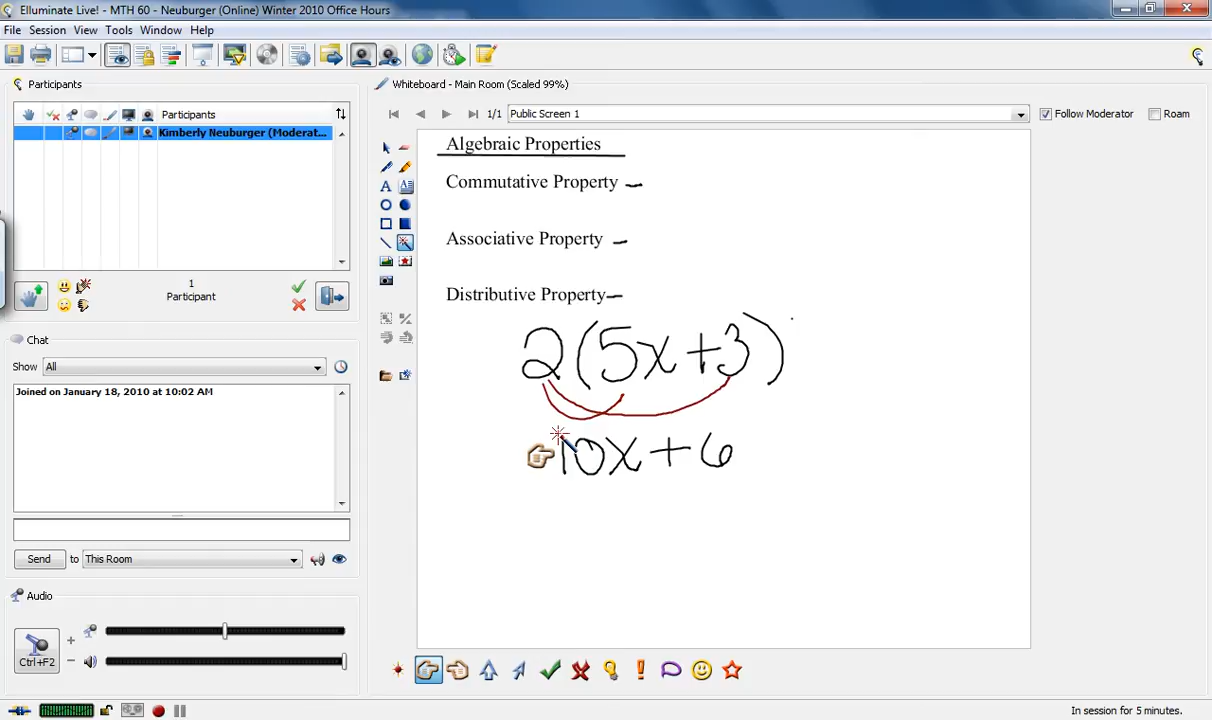 Elluminate Live! - MTH 60 - Neuburger (Online) Winter 2010 Office Hours
File Session View Tools Window Help
Participants
Participants
Kimberly Neuburger (Moderat...
1
Participant
Chat
Show All
Joined on January 18, 2010 at 10:02 AM
Send to This Room
Audio
Ctrl+F2
Whiteboard - Main Room (Scaled 99%)
1/1 Public Screen 1 Follow Moderator Roam
Algebraic Properties
Commutative Property –
Associative Property –
Distributive Property–
2(5x+3)
10x+6
In session for 5 minutes.